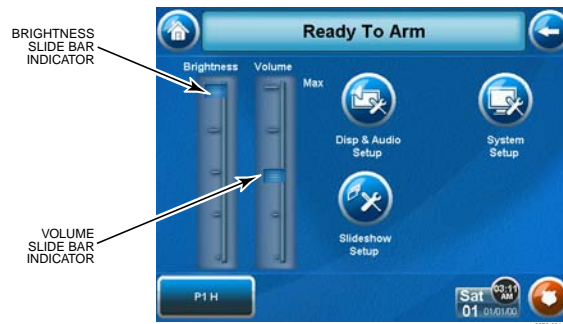 BRIGHTNESS
SLIDE BAR
INDICATOR
Ready To Arm
Brightness
Volume
Max
Disp & Audio
Setup
System
Setup
VOLUME
SLIDE BAR
INDICATOR
Slideshow
Setup
P1 H
Sat
03:11
AM
01
01/01/00